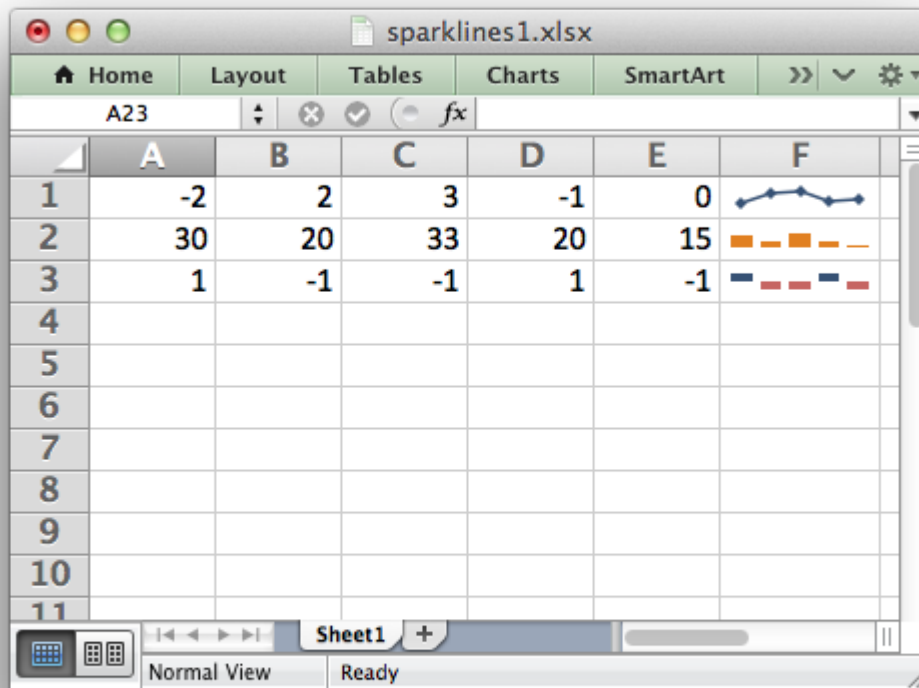 sparklines1.xlsx
Home Layout Tables Charts SmartArt
A23 fx
A B C D E F
1 -2 2 3 -1 0
2 30 20 33 20 15
3 1 -1 -1 1 -1
4
5
6
7
8
9
10
11
Sheet1
Normal View Ready